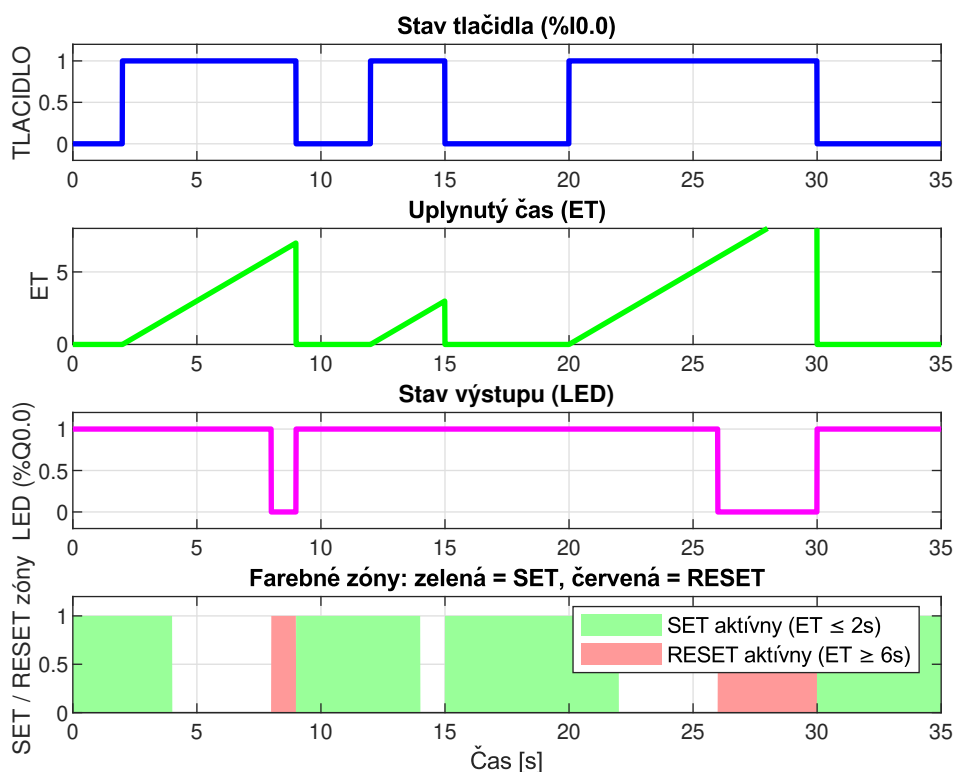 Stav tlačidla (%I0.0)
TLACIDLO
1
0.5
0
0 5 10 15 20 25 30 35
Uplynutý čas (ET)
ET
5
0
0 5 10 15 20 25 30 35
Stav výstupu (LED)
LED (%Q0.0)
1
0.5
0
0 5 10 15 20 25 30 35
Farebné zóny: zelená = SET, červená = RESET
SET / RESET zóny
1
0.5
0
SET aktívny (ET ≤ 2s)
RESET aktívny (ET ≥ 6s)
0 5 10 15 20 25 30 35
Čas [s]